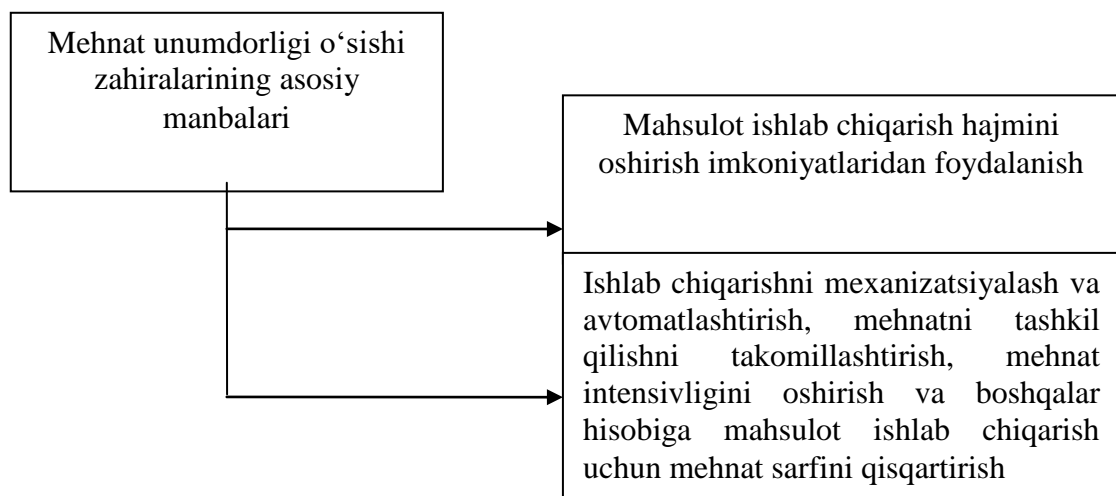 Mehnat unumdorligi o‘sishi
zahiralarining asosiy
manbalari
Mahsulot ishlab chiqarish hajmini
oshirish imkoniyatlaridan foydalanish
Ishlab chiqarishni mexanizatsiyalash va
avtomatlashtirish, mehnatni tashkil
qilishni takomillashtirish, mehnat
intensivligini oshirish va boshqalar
hisobiga mahsulot ishlab chiqarish
uchun mehnat sarfini qisqartirish